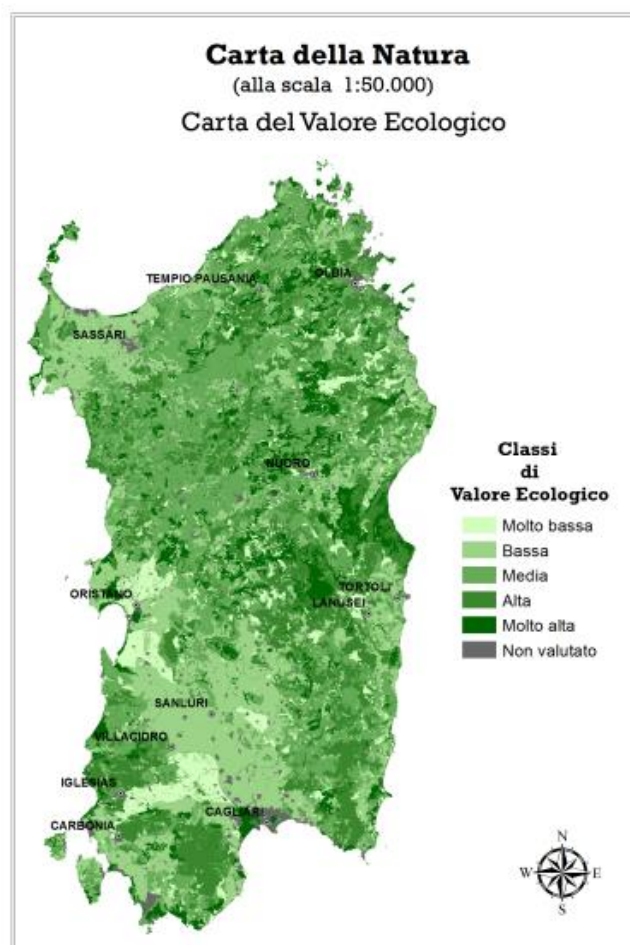 Carta della Natura
(alla scala 1:50.000)
Carta del Valore Ecologico
TEMPIO PAUSANIA
OLBIA
SASSARI
NUORO
Classi
di
Valore Ecologico
Molto bassa
Bassa
Media
Alta
Molto alta
Non valutato
ORISTANO
TORTOLI
LANUSEI
SANLURI
VILLACIDRO
IGLESIAS
CAGLIARI
CARBONIA
N
W E
S